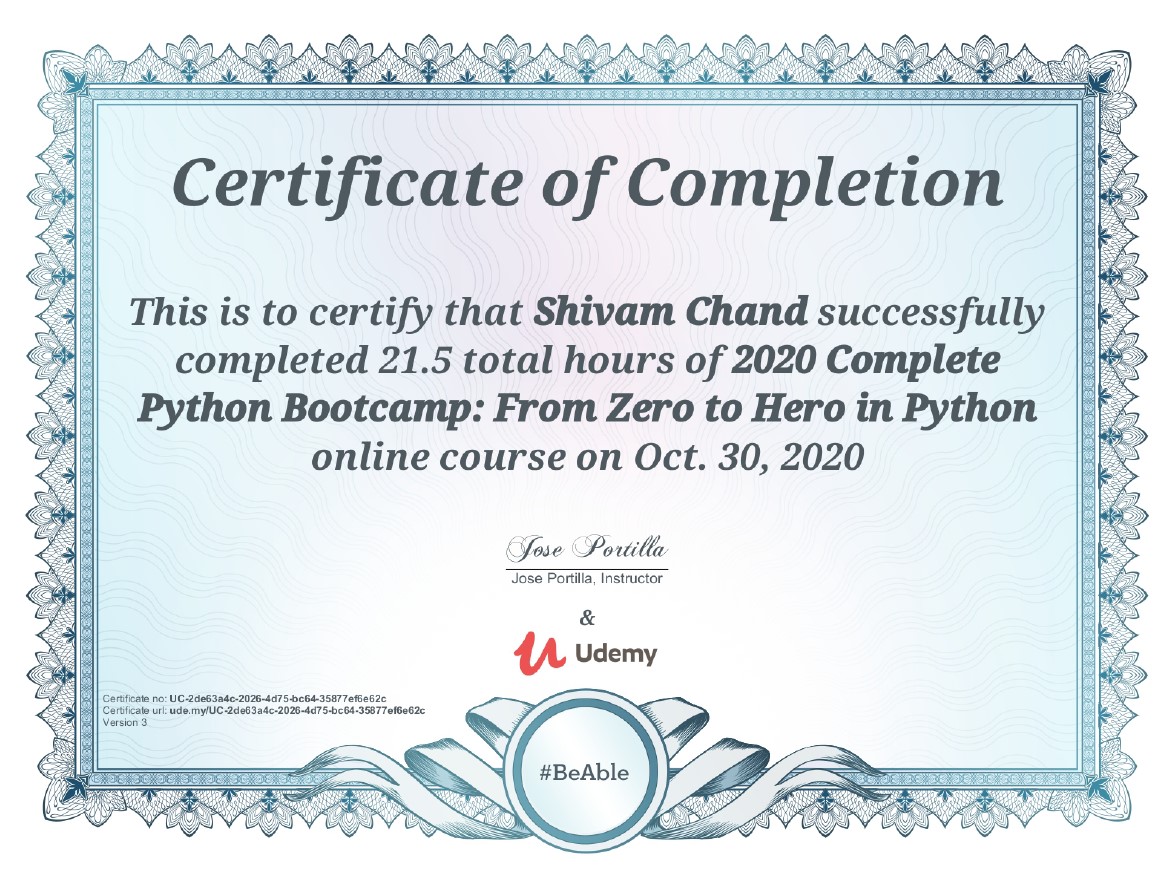 Certificate of Completion
This is to certify that Shivam Chand successfully
completed 21.5 total hours of 2020 Complete
Python Bootcamp: From Zero to Hero in Python
online course on Oct. 30, 2020
Jose Portilla
Jose Portilla, Instructor
&
Udemy
Certificate no: UC-2de63a4c-2026-4d75-bc64-35877ef6e62c
Certificate url: ude.my/UC-2de63a4c-2026-4d75-bc64-35877ef6e62c
Version 3
#BeAble